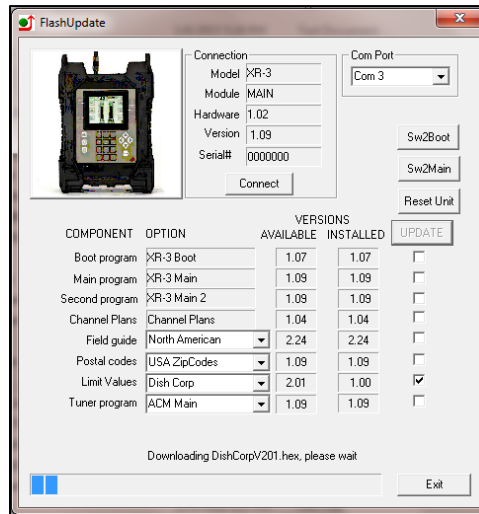 FlashUpdate
Connection
Model XR-3
Module MAIN
Hardware 1.02
Version 1.09
Serial# 0000000
Connect
Com Port
Com 3
Sw2Boot
Sw2Main
Reset Unit
VERSIONS
COMPONENT OPTION AVAILABLE INSTALLED UPDATE
Boot program XR-3 Boot 1.07 1.07
Main program XR-3 Main 1.09 1.09
Second program XR-3 Main 2 1.09 1.09
Channel Plans Channel Plans 1.04 1.04
Field guide North American 2.24 2.24
Postal codes USA ZipCodes 1.09 1.09
Limit Values Dish Corp 2.01 1.00
Tuner program ACM Main 1.09 1.09
Downloading DishCorpV201.hex, please wait
Exit